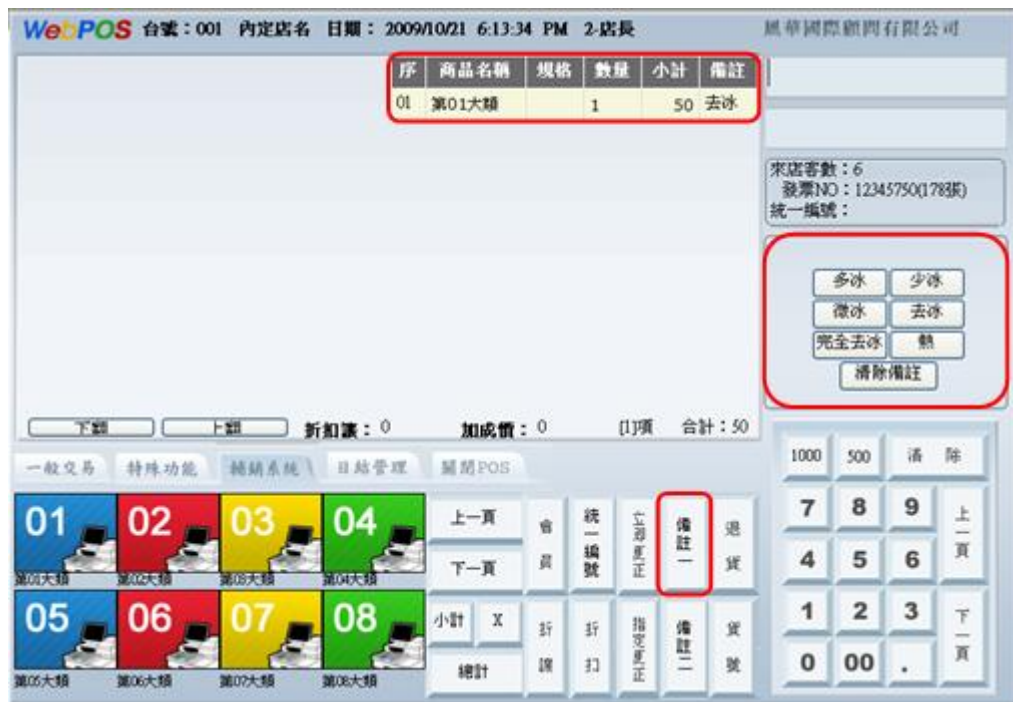 WebPOS 台號：001 內定店名 日期：2009/10/21 6:13:34 PM 2-店長 風華國際顧問有限公司
序 商品名稱 規格 數量 小計 備註
01 第01大類 1 50 去冰
來店客數：6
發票NO：12345750(178張)
統一編號：
多冰 少冰
微冰 去冰
完全去冰 熱
清除備註
下翻 上翻 折扣讓：0 加成價：0 [1]項 合計：50
一般交易 特殊功能 輔銷系統 日結管理 關閉POS
01 02 03 04
第01大類 第02大類 第03大類 第04大類
05 06 07 08
第05大類 第06大類 第07大類 第08大類
上一頁 會員 統一編號 立即更正 備註一 退貨
下一頁
小計 X 折讓 折扣 指定更正 備註二 貨號
總計
1000 500 清 除
7 8 9 上一頁
4 5 6
1 2 3 下一頁
0 00 .